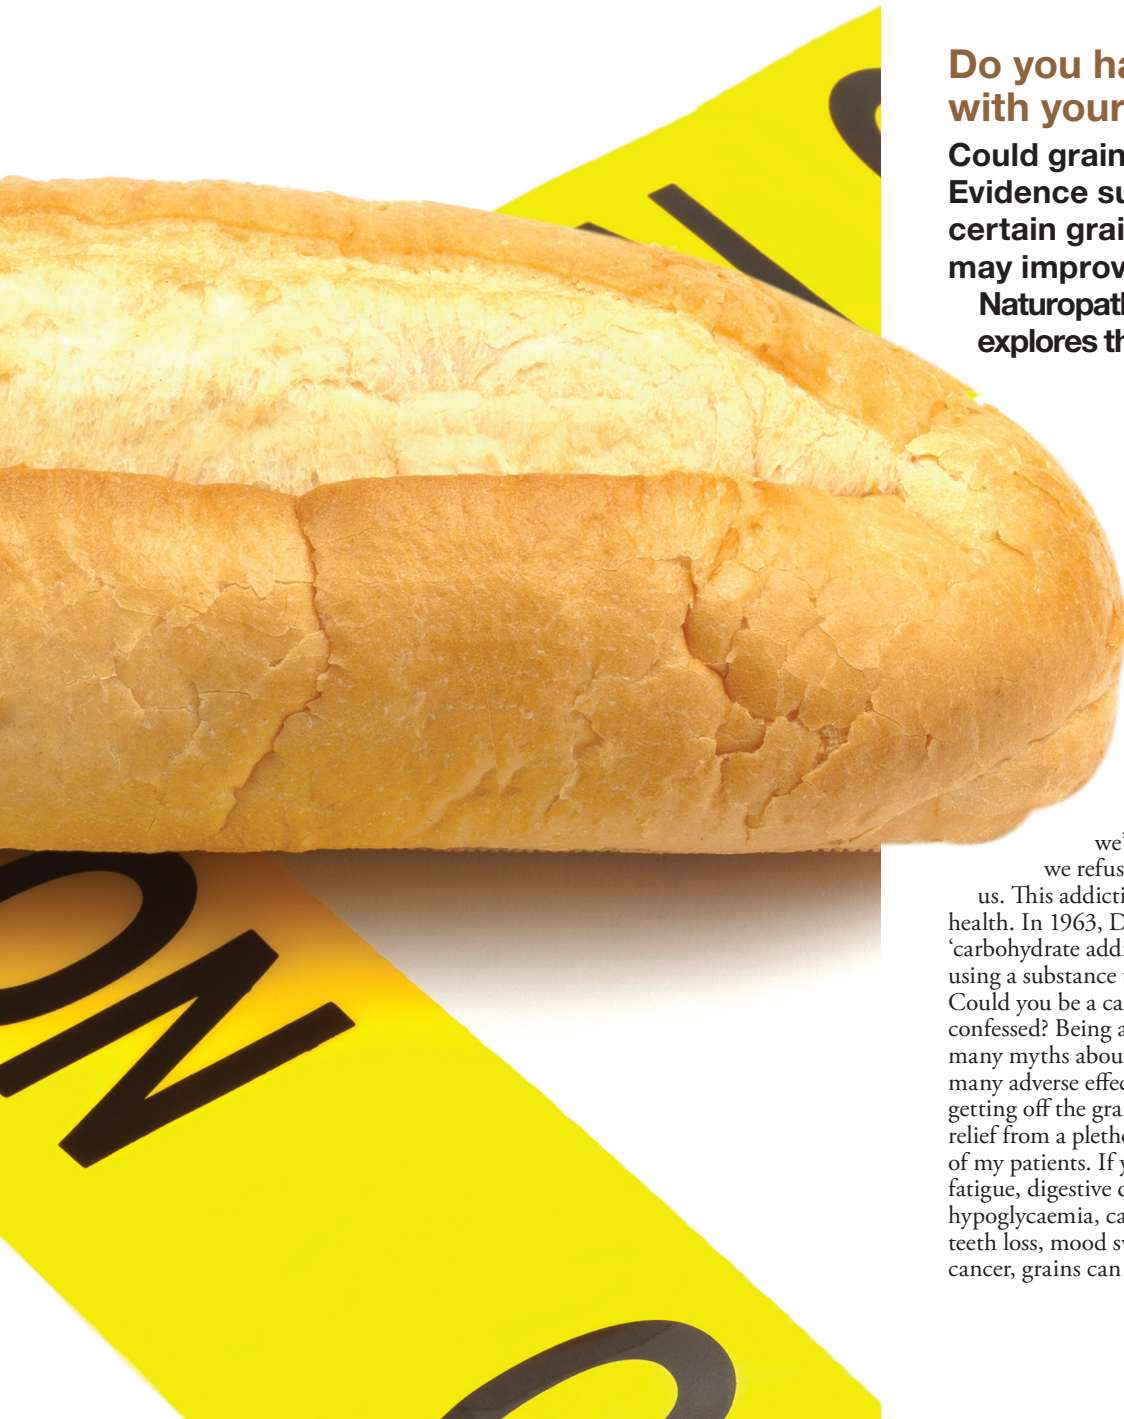 Do you ha
with your
Could grain
Evidence su
certain grai
may improv
Naturopath
explores th
we'
we refus
us. This addicti
health. In 1963, D
‘carbohydrate addi
using a substance
Could you be a ca
confessed? Being a
many myths abou
many adverse effec
getting off the gra
relief from a pleth
of my patients. If y
fatigue, digestive d
hypoglycaemia, ca
teeth loss, mood sw
cancer, grains can
ON